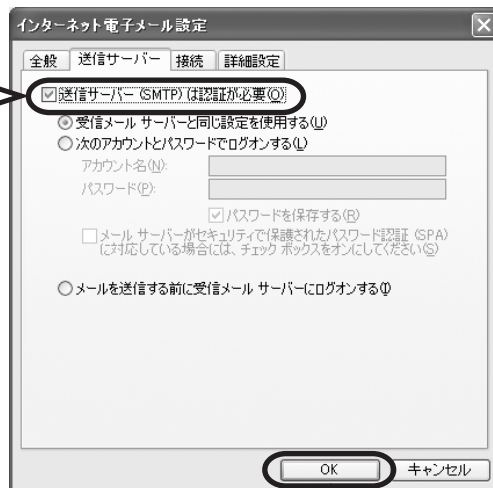 インターネット電子メール設定
全般 送信サーバー 接続 詳細設定
送信サーバー (SMTP) は認証が必要(O)
受信メール サーバーと同じ設定を使用する(U)
次のアカウントとパスワードでログオンする(L)
アカウント名(N):
パスワード(P):
パスワードを保存する(R)
メール サーバーがセキュリティで保護されたパスワード認証 (SPA)
に対応している場合には、チェック ボックスをオンにしてください(S)
メールを送信する前に受信メール サーバーにログオンする(I)
OK キャンセル